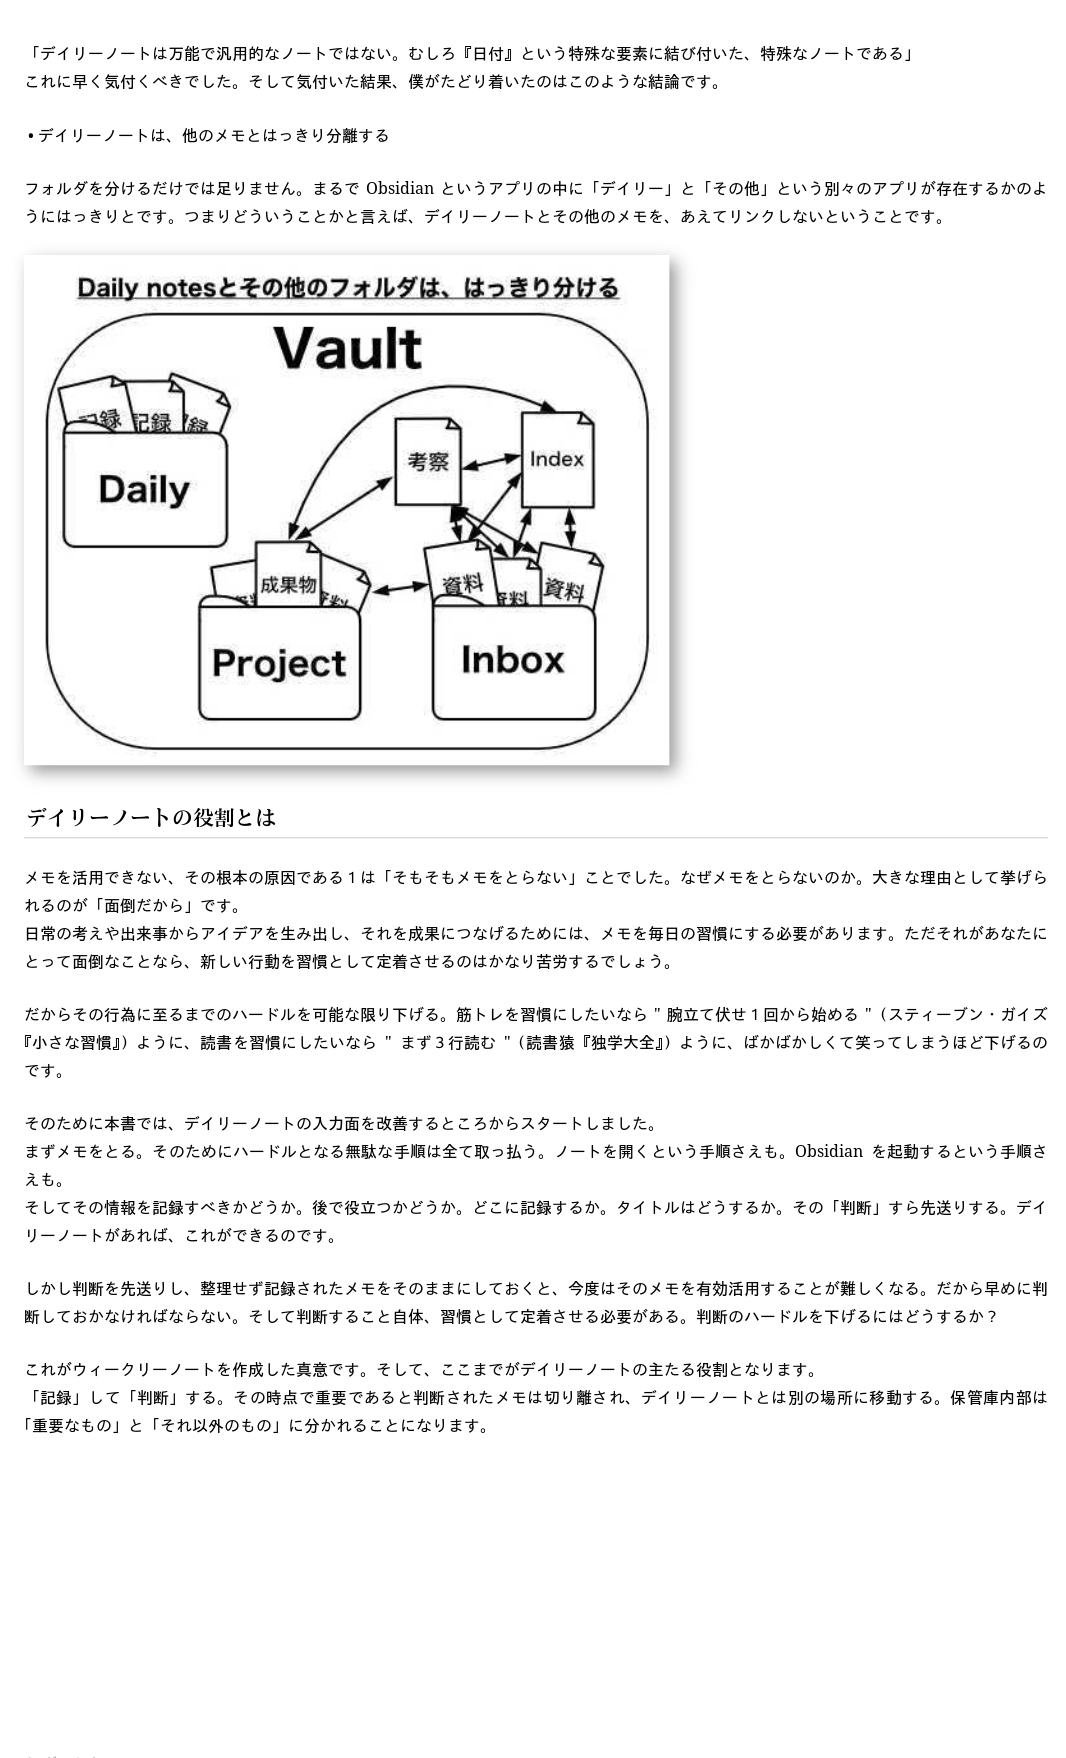 「デイリーノートは万能で汎用的なノートではない。むしろ『日付』という特殊な要素に結び付いた、特殊なノートである」
これに早く気付くべきでした。そして気付いた結果、僕がたどり着いたのはこのような結論です。
• デイリーノートは、他のメモとはっきり分離する
フォルダを分けるだけでは足りません。まるで Obsidian というアプリの中に「デイリー」と「その他」という別々のアプリが存在するかのよ
うにはっきりとです。つまりどういうことかと言えば、デイリーノートとその他のメモを、あえてリンクしないということです。
Daily notesとその他のフォルダは、はっきり分ける
Vault
記録
記録
録
Daily
考察
Index
成果物
Project
資料
資料
Inbox
デイリーノートの役割とは
メモを活用できない、その根本の原因である１は「そもそもメモをとらない」ことでした。なぜメモをとらないのか。大きな理由として挙げら
れるのが「面倒だから」です。
日常の考えや出来事からアイデアを生み出し、それを成果につなげるためには、メモを毎日の習慣にする必要があります。ただそれがあなたに
とって面倒なことなら、新しい行動を習慣として定着させるのはかなり苦労するでしょう。
だからその行為に至るまでのハードルを可能な限り下げる。筋トレを習慣にしたいなら " 腕立て伏せ１回から始める "（スティーブン・ガイズ
『小さな習慣』）ように、読書を習慣にしたいなら " まず３行読む "（読書猿『独学大全』）ように、ばかばかしくて笑ってしまうほど下げるの
です。
そのために本書では、デイリーノートの入力面を改善するところからスタートしました。
まずメモをとる。そのためにハードルとなる無駄な手順は全て取っ払う。ノートを開くという手順さえも。Obsidian を起動するという手順さ
えも。
そしてその情報を記録すべきかどうか。後で役立つかどうか。どこに記録するか。タイトルはどうするか。その「判断」すら先送りする。デイ
リーノートがあれば、これができるのです。
しかし判断を先送りし、整理せず記録されたメモをそのままにしておくと、今度はそのメモを有効活用することが難しくなる。だから早めに判
断しておかなければならない。そして判断すること自体、習慣として定着させる必要がある。判断のハードルを下げるにはどうするか？
これがウィークリーノートを作成した真意です。そして、ここまでがデイリーノートの主たる役割となります。
「記録」して「判断」する。その時点で重要であると判断されたメモは切り離され、デイリーノートとは別の場所に移動する。保管庫内部は
「重要なもの」と「それ以外のもの」に分かれることになります。